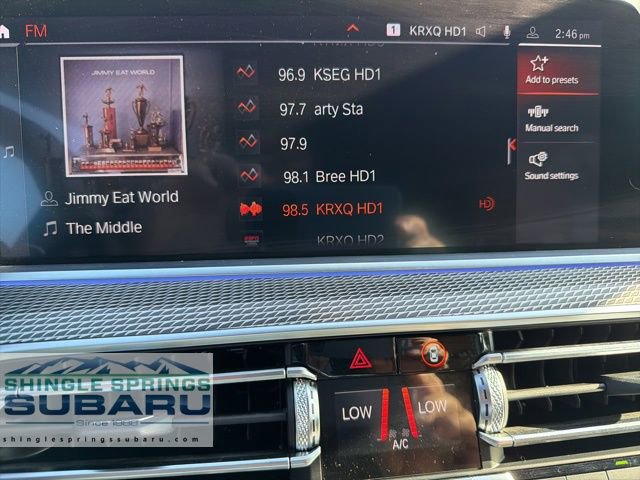 FM
1 KRXQ HD1 2:46 pm
JIMMY EAT WORLD
Jimmy Eat World
The Middle
96.9 KSEG HD1
97.7 arty Sta
97.9
98.1 Bree HD1
98.5 KRXQ HD1 HD
KRXQ HD2
Add to presets
Manual search
Sound settings
LOW LOW
A/C
SHINGLE SPRINGS
SUBARU
Since 1988
shinglespringssubaru.com